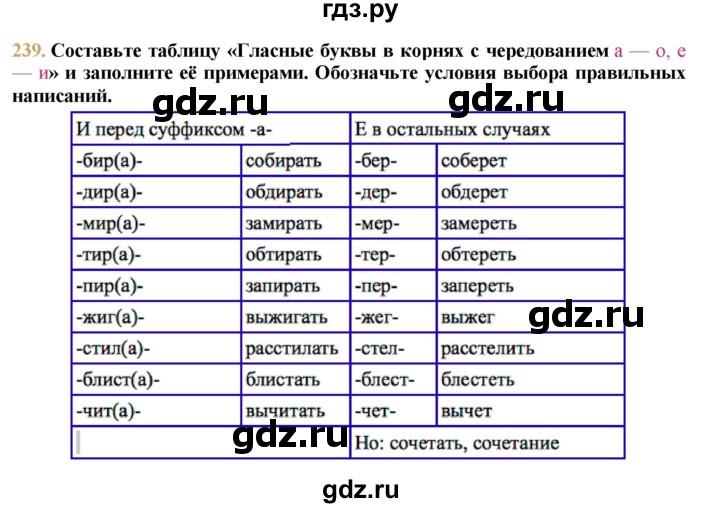 гдз.ру
239. Составьте таблицу «Гласные буквы в корнях с чередованием а — о, е
— и» и заполните её примерами. Обозначьте условия выбора правильных
написаний.
gdz.ru gdz.ru
И перед суффиксом -а- Е в остальных случаях
-бир(а)- собирать -бер- соберет
-дир(а)- обдирать -дер- обдерет
-мир(а)- замирать -мер- замереть
-тир(а)- обтирать -тер- обтереть
-пир(а)- запирать -пер- запереть
-жиг(а)- выжигать -жег- выжег
gdz.ru
-стил(а)- расстилать -стел- расстелить
-блист(а)- блистать -блест- блестеть
-чит(а)- вычитать -чет- вычет
gdz.ru
Но: сочетать, сочетание
gdz.ru